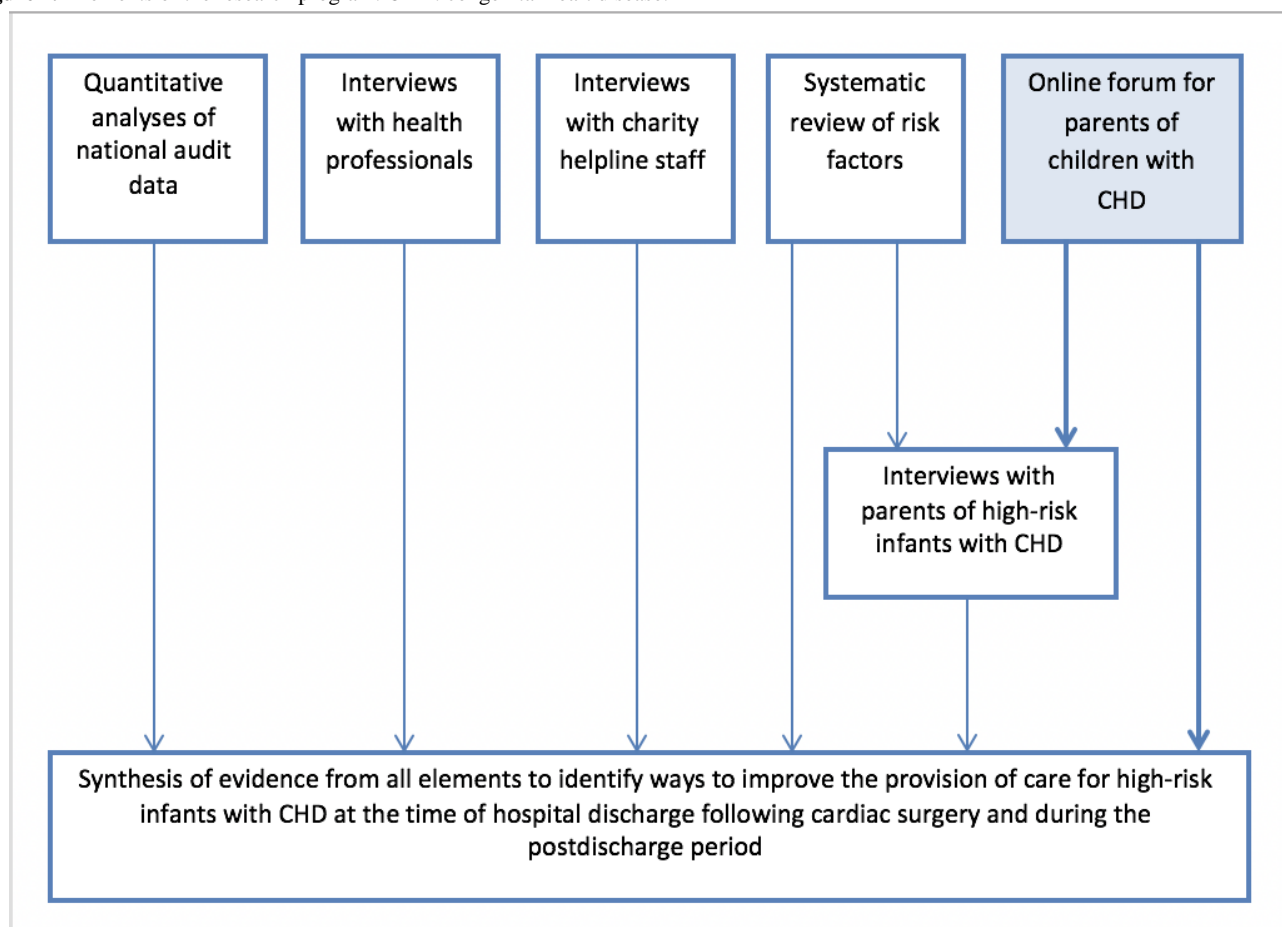 Quantitative
analyses of
national audit
data
Interviews
with health
professionals
Interviews
with charity
helpline staff
Systematic
review of risk
factors
Online forum for
parents of
children with
CHD
Interviews with
parents of high-risk
infants with CHD
Synthesis of evidence from all elements to identify ways to improve the provision of care for high-risk
infants with CHD at the time of hospital discharge following cardiac surgery and during the
postdischarge period